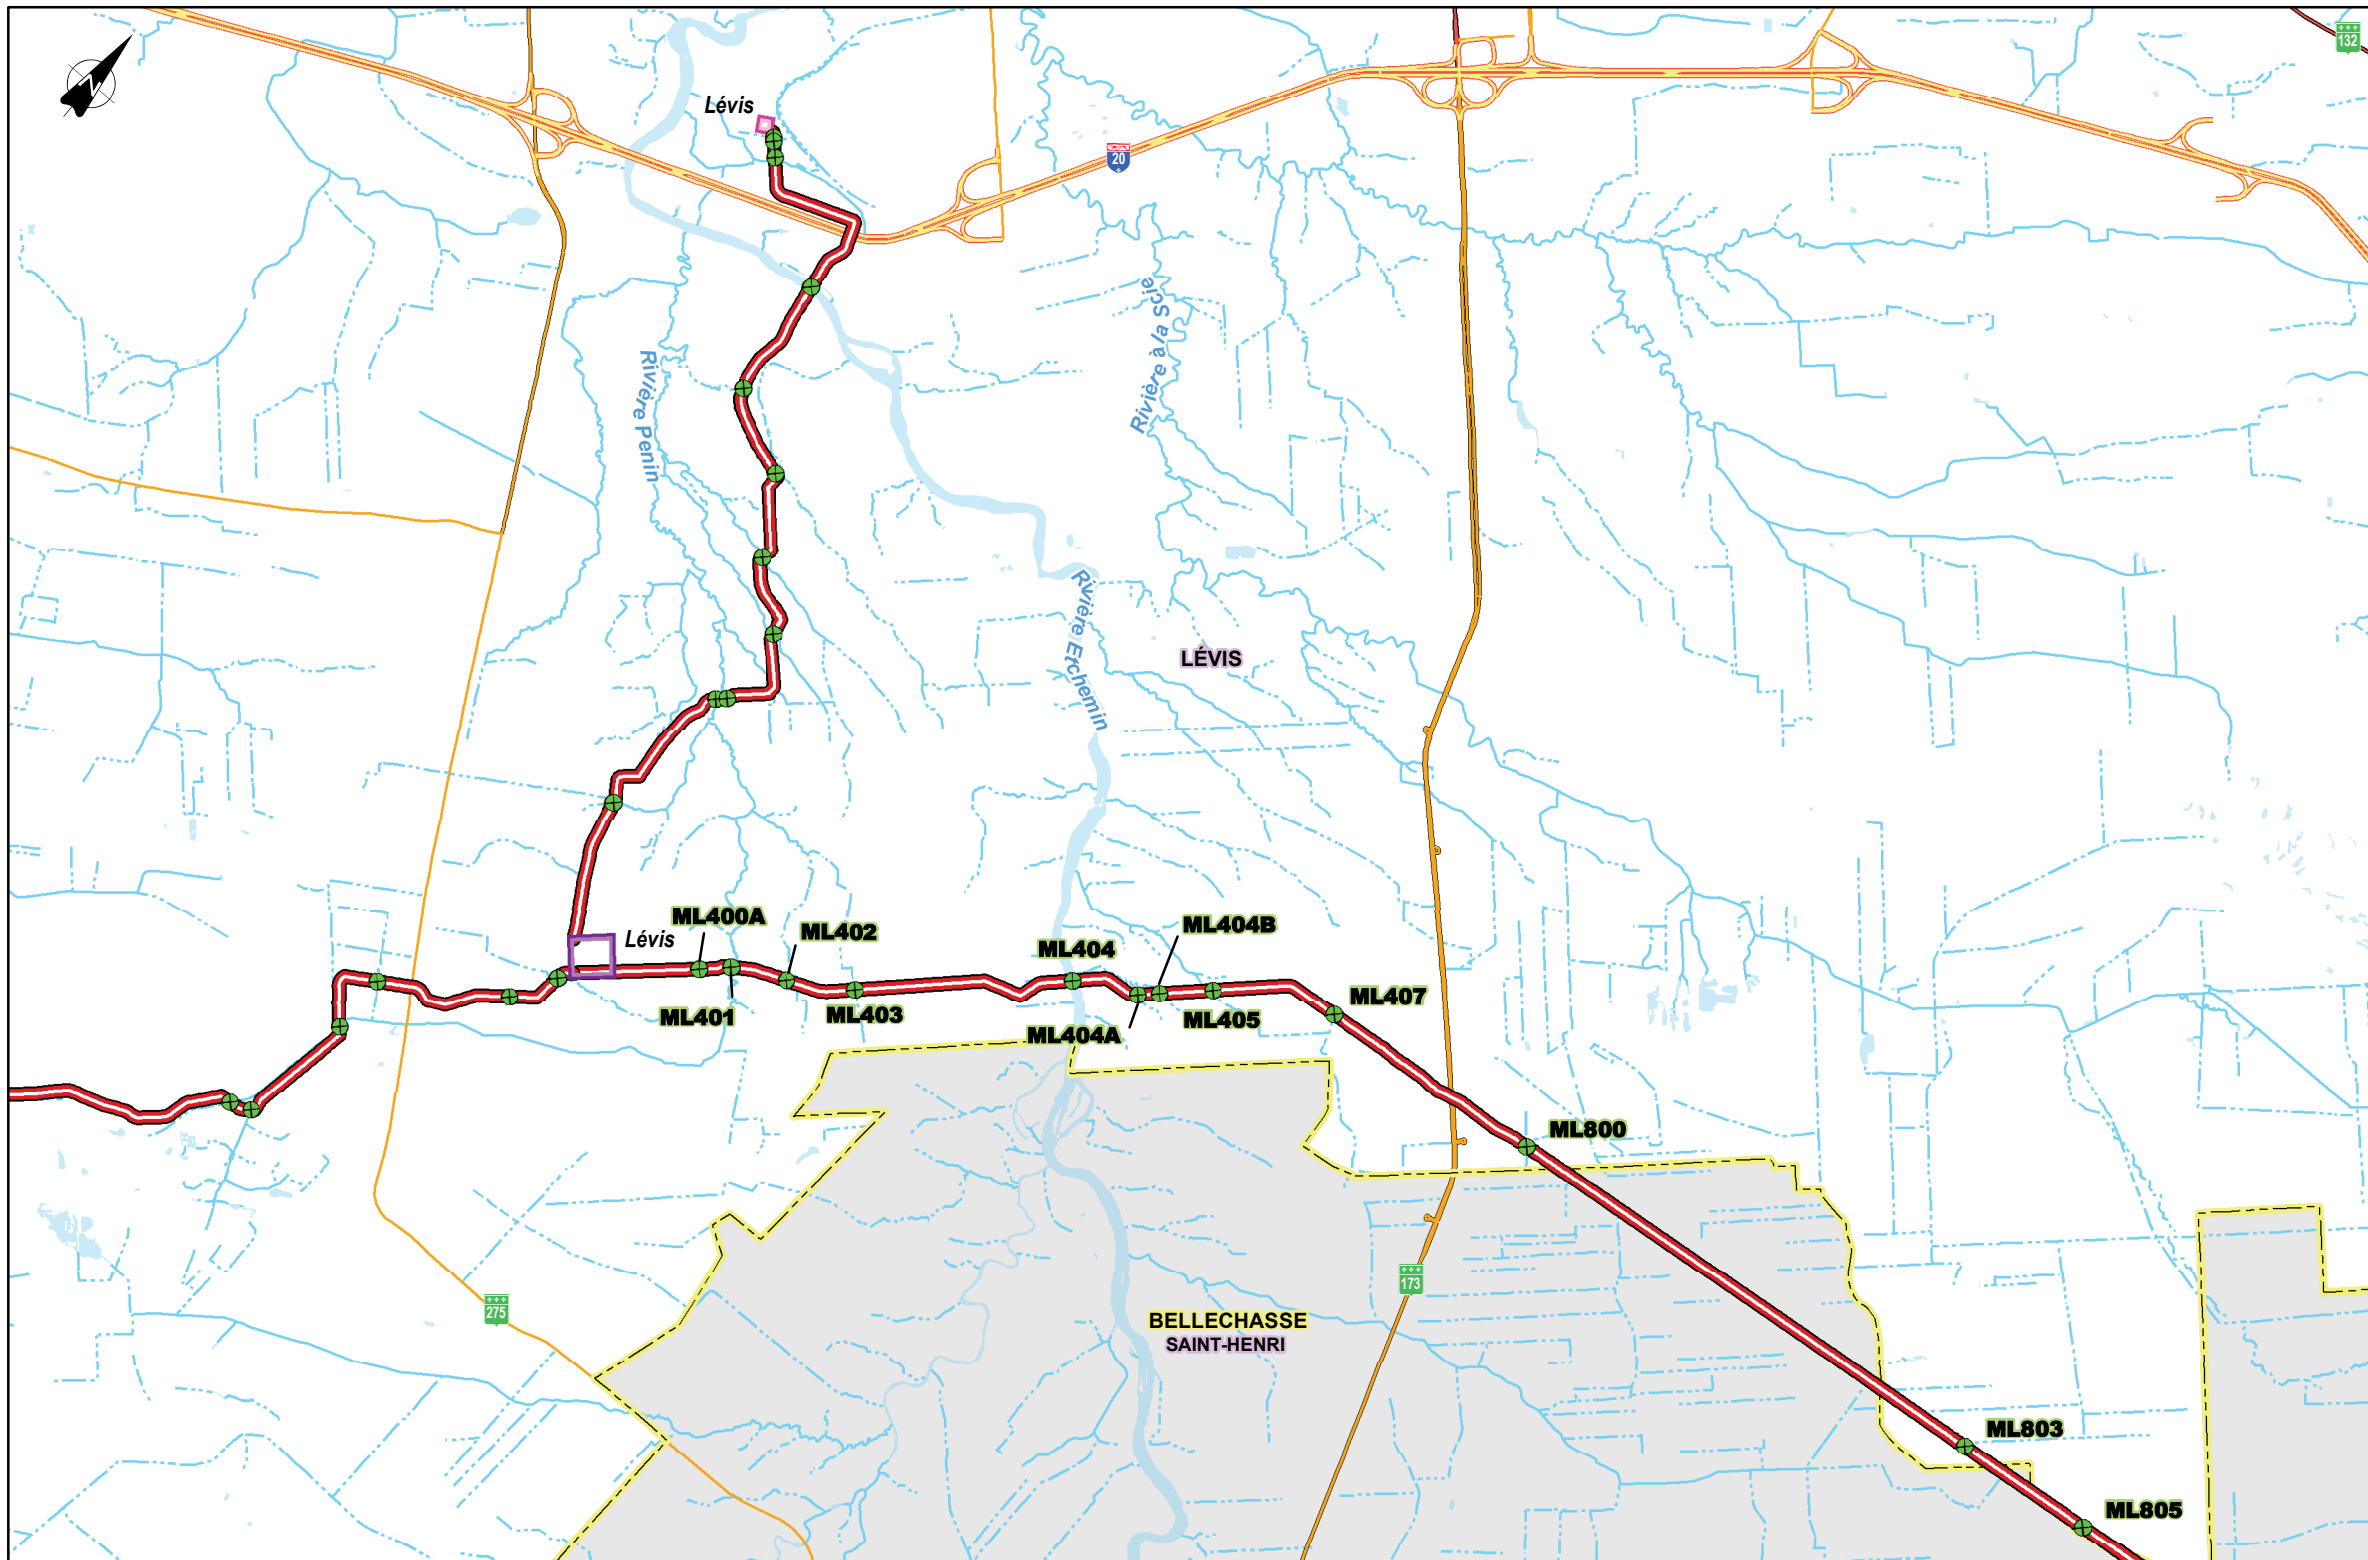 132
Lévis
20
Rivière à la Scie
Rivière Penin
Rivière Etchemin
LÉVIS
ML400A
ML402
ML404B
Lévis
ML404
ML407
ML401
ML403
ML405
ML404A
ML800
173
275
BELLECHASSE
SAINT-HENRI
ML803
ML805
N